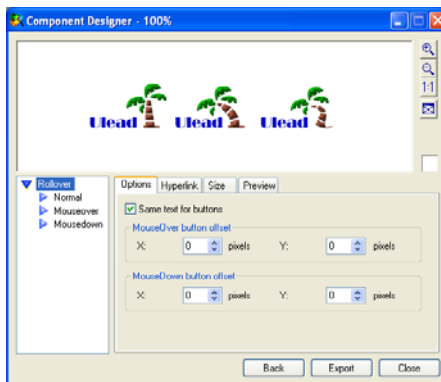 Component Designer - 100%
Ulead Ulead Ulead
1:1
Rollover
Normal
Mouseover
Mousedown
Options Hyperlink Size Preview
Same text for buttons
MouseOver button offset
X: 0 pixels Y: 0 pixels
MouseDown button offset
X: 0 pixels Y: 0 pixels
Back Export Close